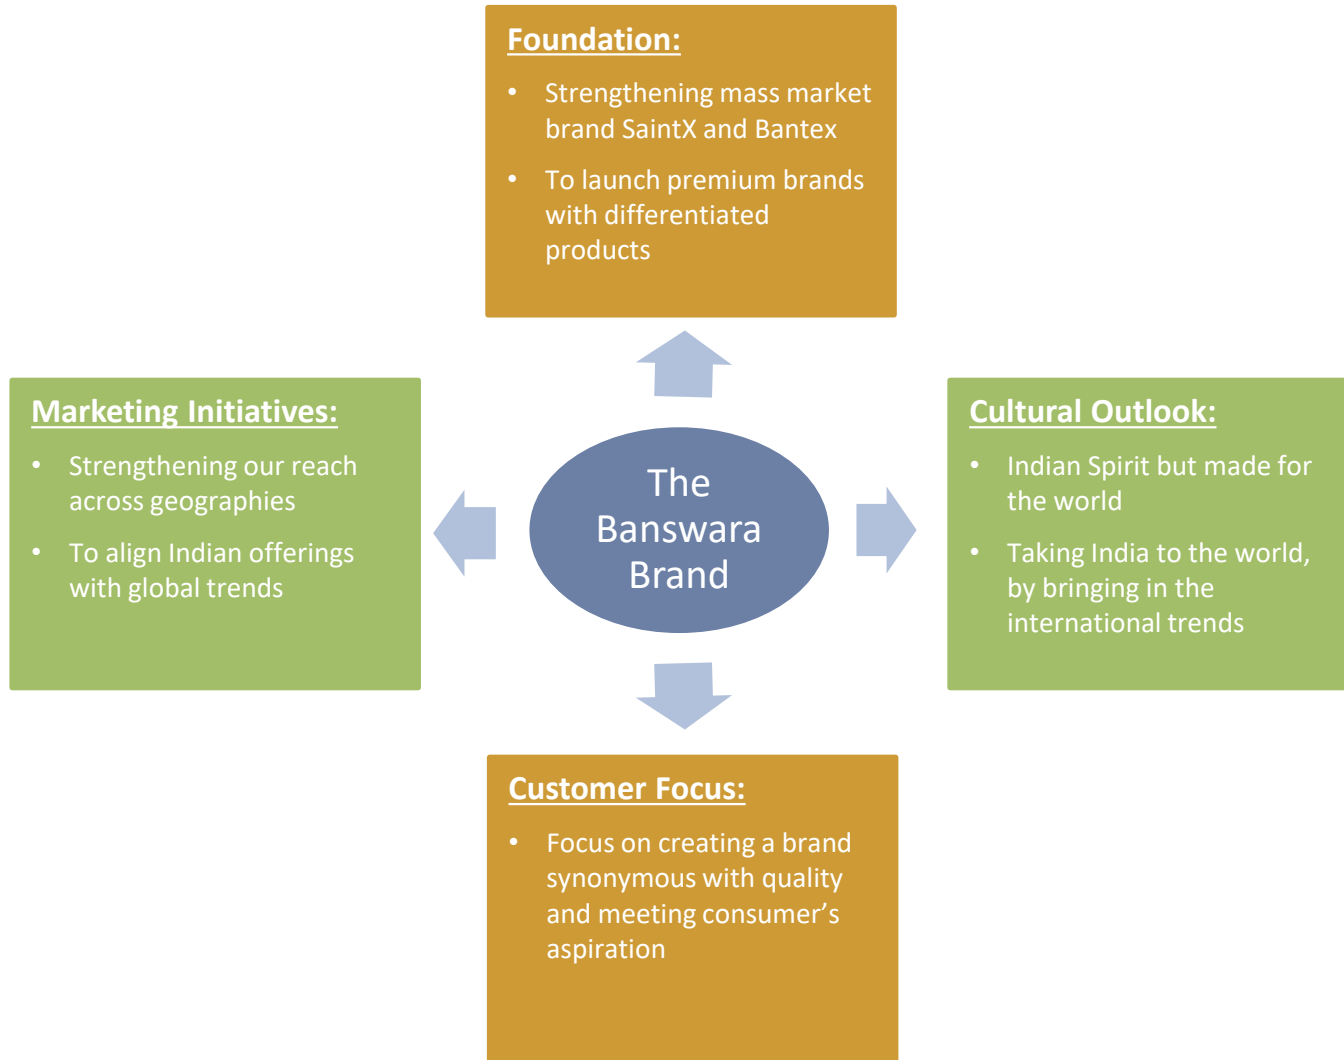 Foundation:
• Strengthening mass market
brand SaintX and Bantex
• To launch premium brands
with differentiated
products
Marketing Initiatives:
• Strengthening our reach
across geographies
• To align Indian offerings
with global trends
The
Banswara
Brand
Cultural Outlook:
• Indian Spirit but made for
the world
• Taking India to the world,
by bringing in the
international trends
Customer Focus:
• Focus on creating a brand
synonymous with quality
and meeting consumer’s
aspiration